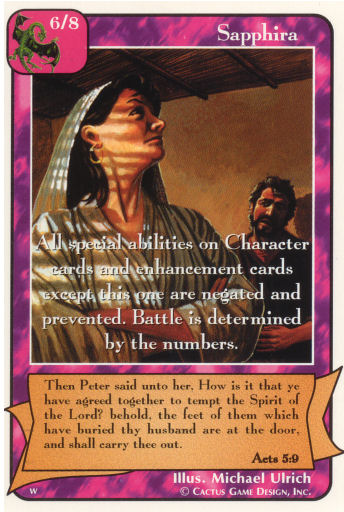 6/8
Sapphira
All special abilities on Character
cards and enhancement cards
except this one are negated and
prevented. Battle is determined
by the numbers.
Then Peter said unto her, How is it that ye
have agreed together to tempt the Spirit of
the Lord? behold, the feet of them which
have buried thy husband are at the door,
and shall carry thee out.
Acts 5:9
Illus. Michael Ulrich
W
© Cactus Game Design, Inc.